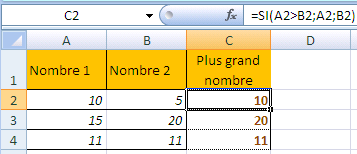 C2 fx =SI(A2>B2;A2;B2)
A B C D
1 Nombre 1 Nombre 2 Plus grand
nombre
2 10 5 10
3 15 20 20
4 11 11 11